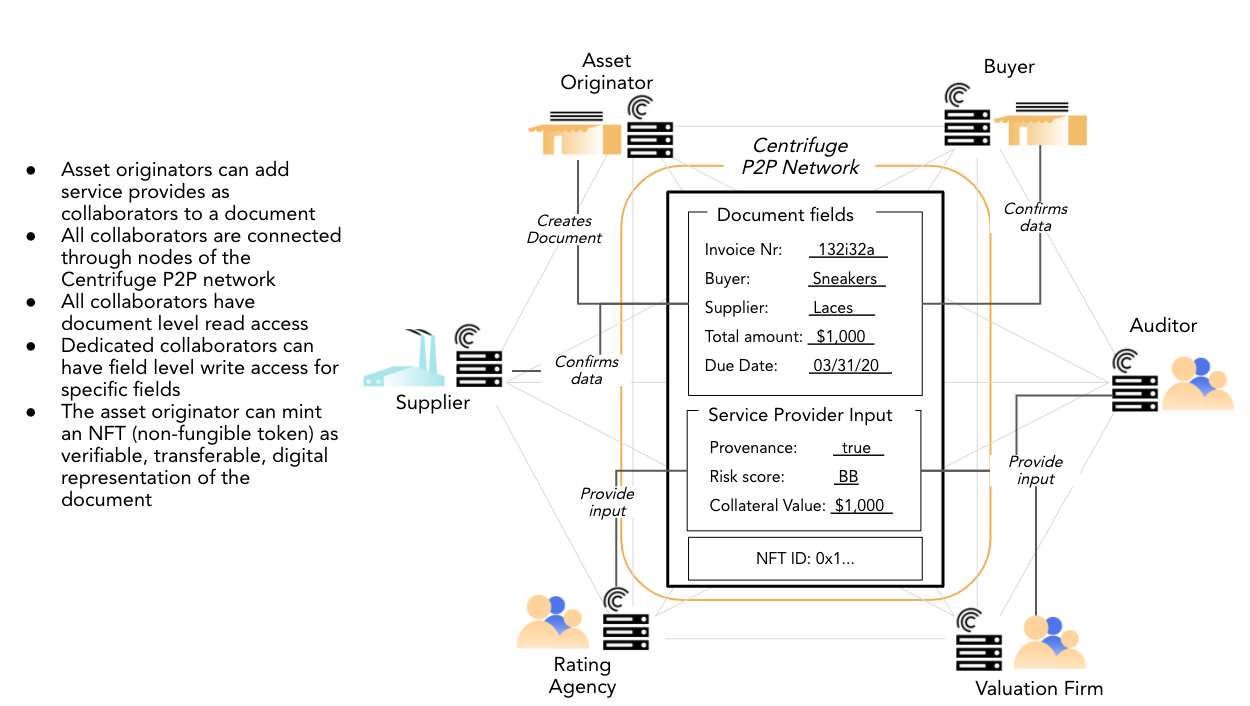 ● Asset originators can add
service provides as
collaborators to a document
● All collaborators are connected
through nodes of the
Centrifuge P2P network
● All collaborators have
document level read access
● Dedicated collaborators can
have field level write access for
specific fields
● The asset originator can mint
an NFT (non-fungible token) as
verifiable, transferable, digital
representation of the
document
Asset
Originator
Buyer
Centrifuge
P2P Network
Creates
Document
Confirms
data
Document fields
Invoice Nr: 132i32a
Buyer: Sneakers
Supplier: Laces
Total amount: $1,000
Due Date: 03/31/20
Supplier
Confirms
data
Auditor
Service Provider Input
Provenance: true
Risk score: BB
Collateral Value: $1,000
Provide
input
Provide
input
NFT ID: 0x1...
Rating
Agency
Valuation Firm